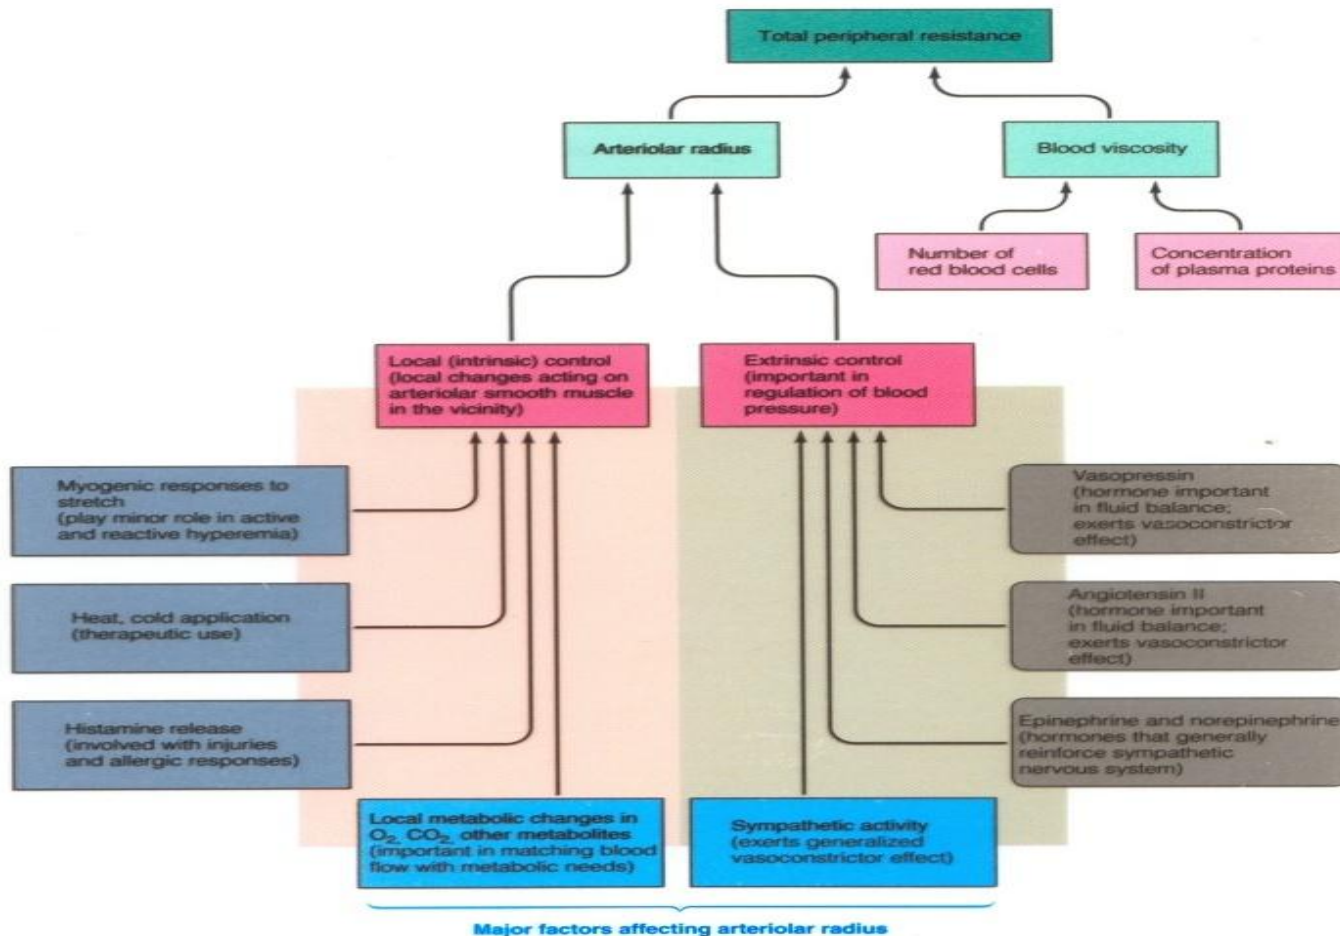 Total peripheral resistance
Arteriolar radius
Blood viscosity
Number of
red blood cells
Concentration
of plasma proteins
Local (intrinsic) control
(local changes acting on
arteriolar smooth muscle
in the vicinity)
Extrinsic control
(important in
regulation of blood
pressure)
Myogenic responses to
stretch
(play minor role in active
and reactive hyperemia)
Heat, cold application
(therapeutic use)
Histamine release
(involved with injuries
and allergic responses)
Vasopressin
(hormone important
in fluid balance;
exerts vasoconstrictor
effect)
Angiotensin II
(hormone important
in fluid balance;
exerts vasoconstrictor
effect)
Epinephrine and norepinephrine
(hormones that generally
reinforce sympathetic
nervous system)
Local metabolic changes in
O₂, CO₂, other metabolites
(important in matching blood
flow with metabolic needs)
Sympathetic activity
(exerts generalized
vasoconstrictor effect)
Major factors affecting arteriolar radius